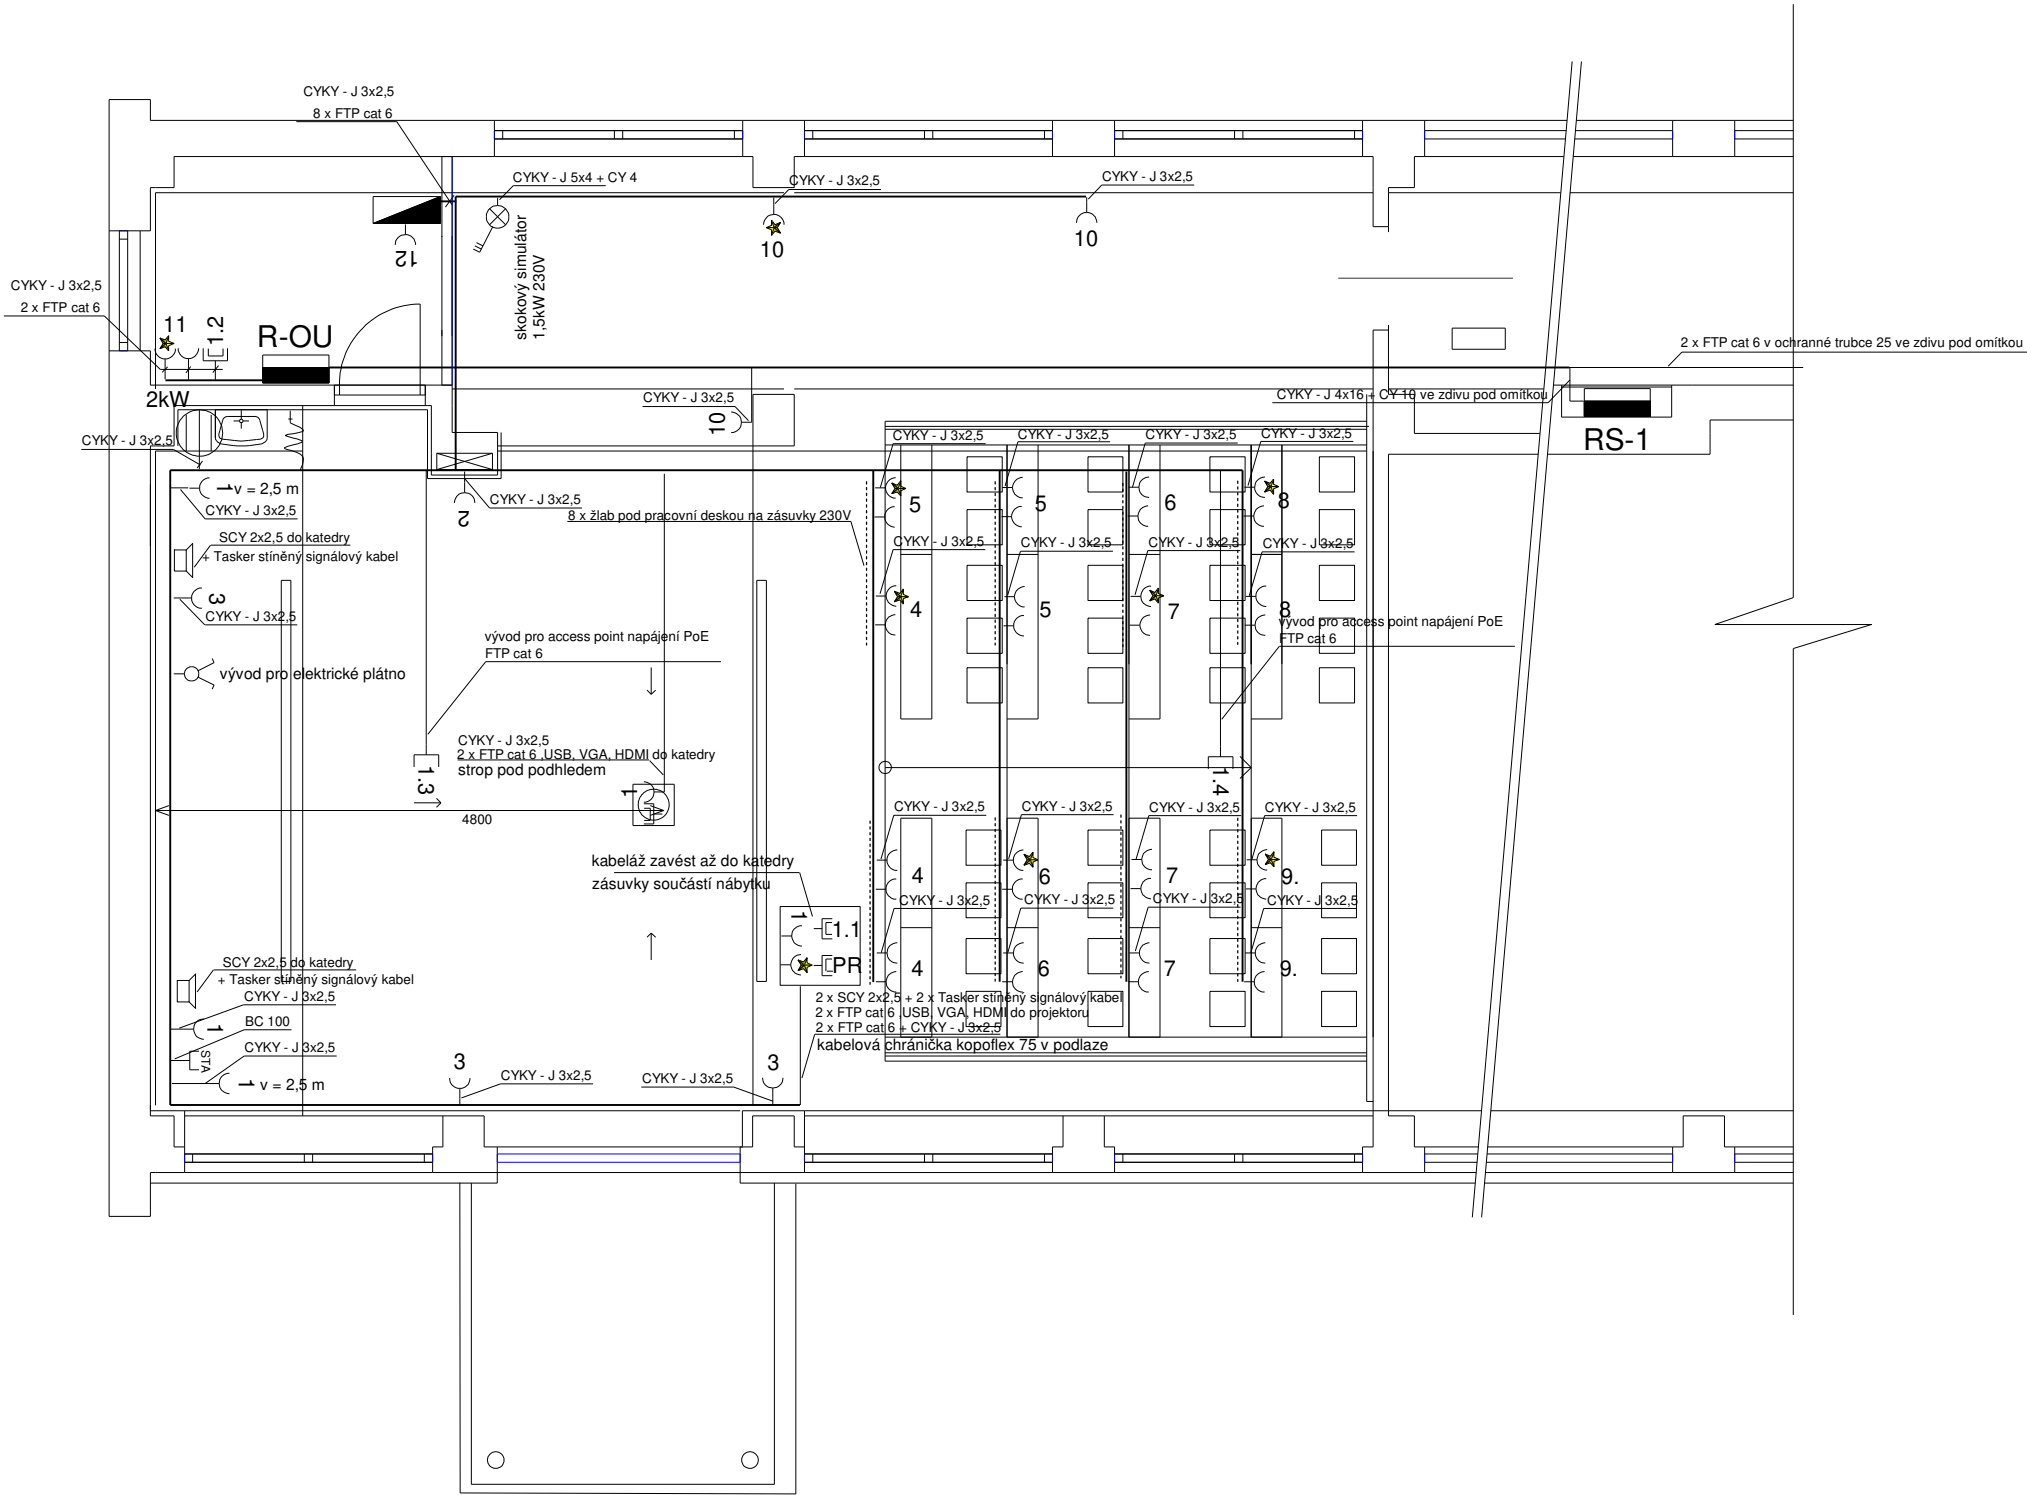 CYKY - J 3x2,5
8 x FTP cat 6
CYKY - J 5x4 + CY 4
CYKY - J 3x2,5
CYKY - J 3x2,5
skokový simulátor
1,5kW 230V
10
10
12
CYKY - J 3x2,5
2 x FTP cat 6
11
1.2
R-OU
2kW
2 x FTP cat 6 v ochranné trubce 25 ve zdivu pod omítkou
CYKY - J 4x16 + CY 10 ve zdivu pod omítkou
RS-1
CYKY - J 3x2,5
10
CYKY - J 3x2,5
CYKY - J 3x2,5
CYKY - J 3x2,5
CYKY - J 3x2,5
CYKY - J 3x2,5
1
v = 2,5 m
CYKY - J 3x2,5
2
CYKY - J 3x2,5
8 x žlab pod pracovní deskou na zásuvky 230V
5
5
6
8
SCY 2x2,5 do katedry
+ Tasker stíněný signálový kabel
CYKY - J 3x2,5
CYKY - J 3x2,5
CYKY - J 3x2,5
CYKY - J 3x2,5
3
CYKY - J 3x2,5
4
5
7
8
vývod pro access point napájení PoE
FTP cat 6
vývod pro access point napájení PoE
FTP cat 6
vývod pro elektrické plátno
CYKY - J 3x2,5
2 x FTP cat 6 ,USB, VGA, HDMI do katedry
strop pod podhledem
1.3
1
1.4
4800
CYKY - J 3x2,5
CYKY - J 3x2,5
CYKY - J 3x2,5
CYKY - J 3x2,5
kabeláž zavést až do katedry
zásuvky součástí nábytku
4
6
7
9.
CYKY - J 3x2,5
CYKY - J 3x2,5
CYKY - J 3x2,5
CYKY - J 3x2,5
1
1.1
PR
4
6
7
9.
SCY 2x2,5 do katedry
+ Tasker stíněný signálový kabel
CYKY - J 3x2,5
1
BC 100
STA
CYKY - J 3x2,5
1
v = 2,5 m
2 x SCY 2x2,5 + 2 x Tasker stíněný signálový kabel
2 x FTP cat 6 ,USB, VGA, HDMI do projektoru
2 x FTP cat 6 + CYKY - J 3x2,5
kabelová chránička kopoflex 75 v podlaze
3
CYKY - J 3x2,5
CYKY - J 3x2,5
3